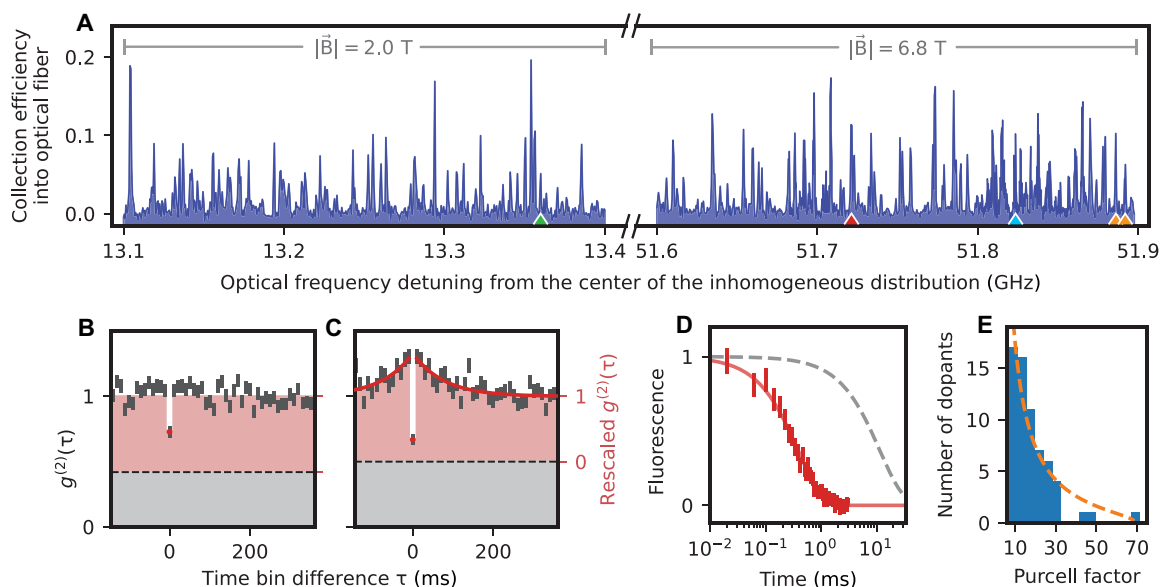 A
|B⃗| = 2.0 T
|B⃗| = 6.8 T
Collection efficiency
into optical fiber
0.2
0.1
0.0
13.1
13.2
13.3
13.4
51.6
51.7
51.8
51.9
Optical frequency detuning from the center of the inhomogeneous distribution (GHz)
B
g⁽²⁾(τ)
1
0
0
200
C
1
0
Rescaled g⁽²⁾(τ)
0
200
Time bin difference τ (ms)
D
Fluorescence
1
0
10⁻²
10⁻¹
10⁰
10¹
Time (ms)
E
Number of dopants
15
10
5
0
10
30
50
70
Purcell factor